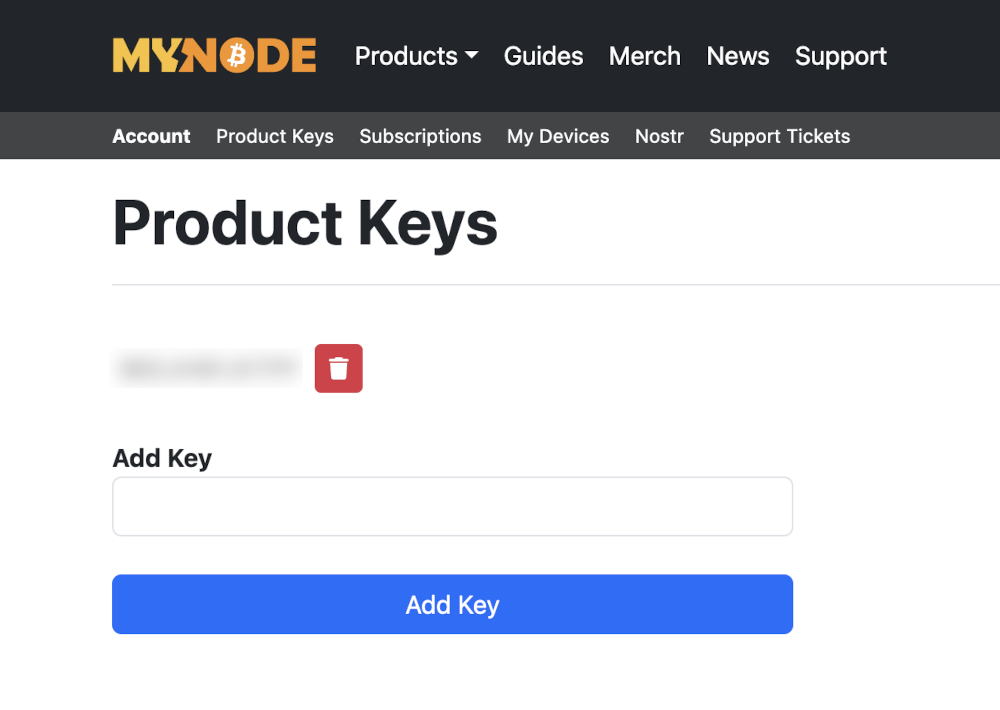 MYNODE Products Guides Merch News Support
Account Product Keys Subscriptions My Devices Nostr Support Tickets
Product Keys
Add Key
Add Key